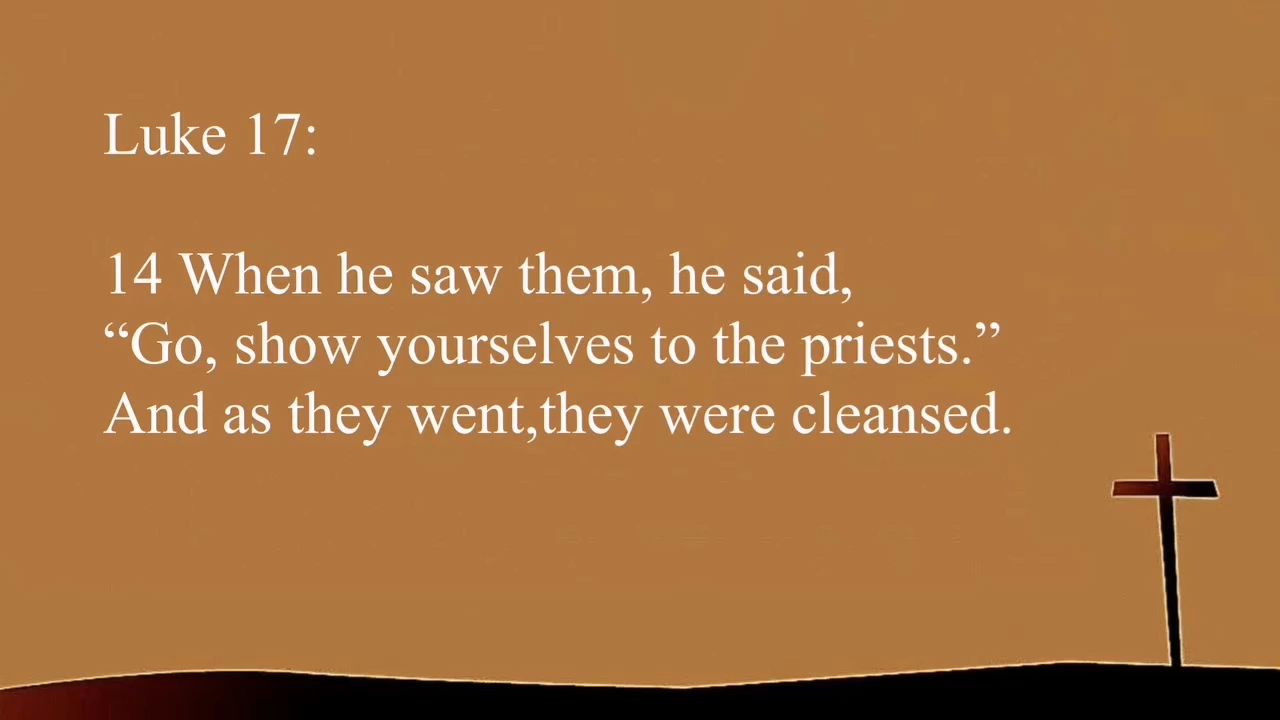 Luke 17:
14 When he saw them, he said,
“Go, show yourselves to the priests.”
And as they went,they were cleansed.